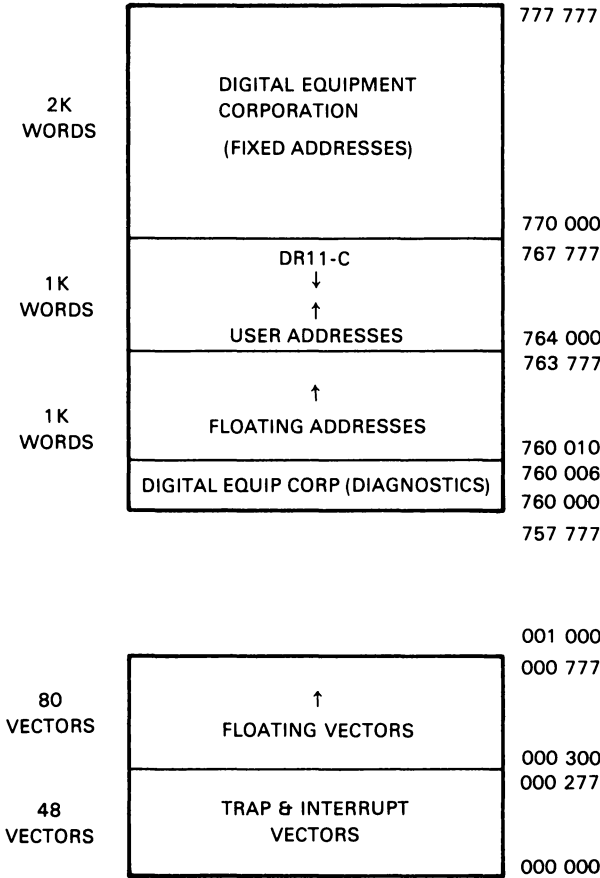 777 777
DIGITAL EQUIPMENT
CORPORATION
(FIXED ADDRESSES)
2K
WORDS
770 000
767 777
DR11-C
↓
↑
USER ADDRESSES
1K
WORDS
764 000
763 777
↑
FLOATING ADDRESSES
1K
WORDS
760 010
760 006
DIGITAL EQUIP CORP (DIAGNOSTICS)
760 000
757 777
001 000
000 777
80
VECTORS
↑
FLOATING VECTORS
000 300
000 277
48
VECTORS
TRAP & INTERRUPT
VECTORS
000 000